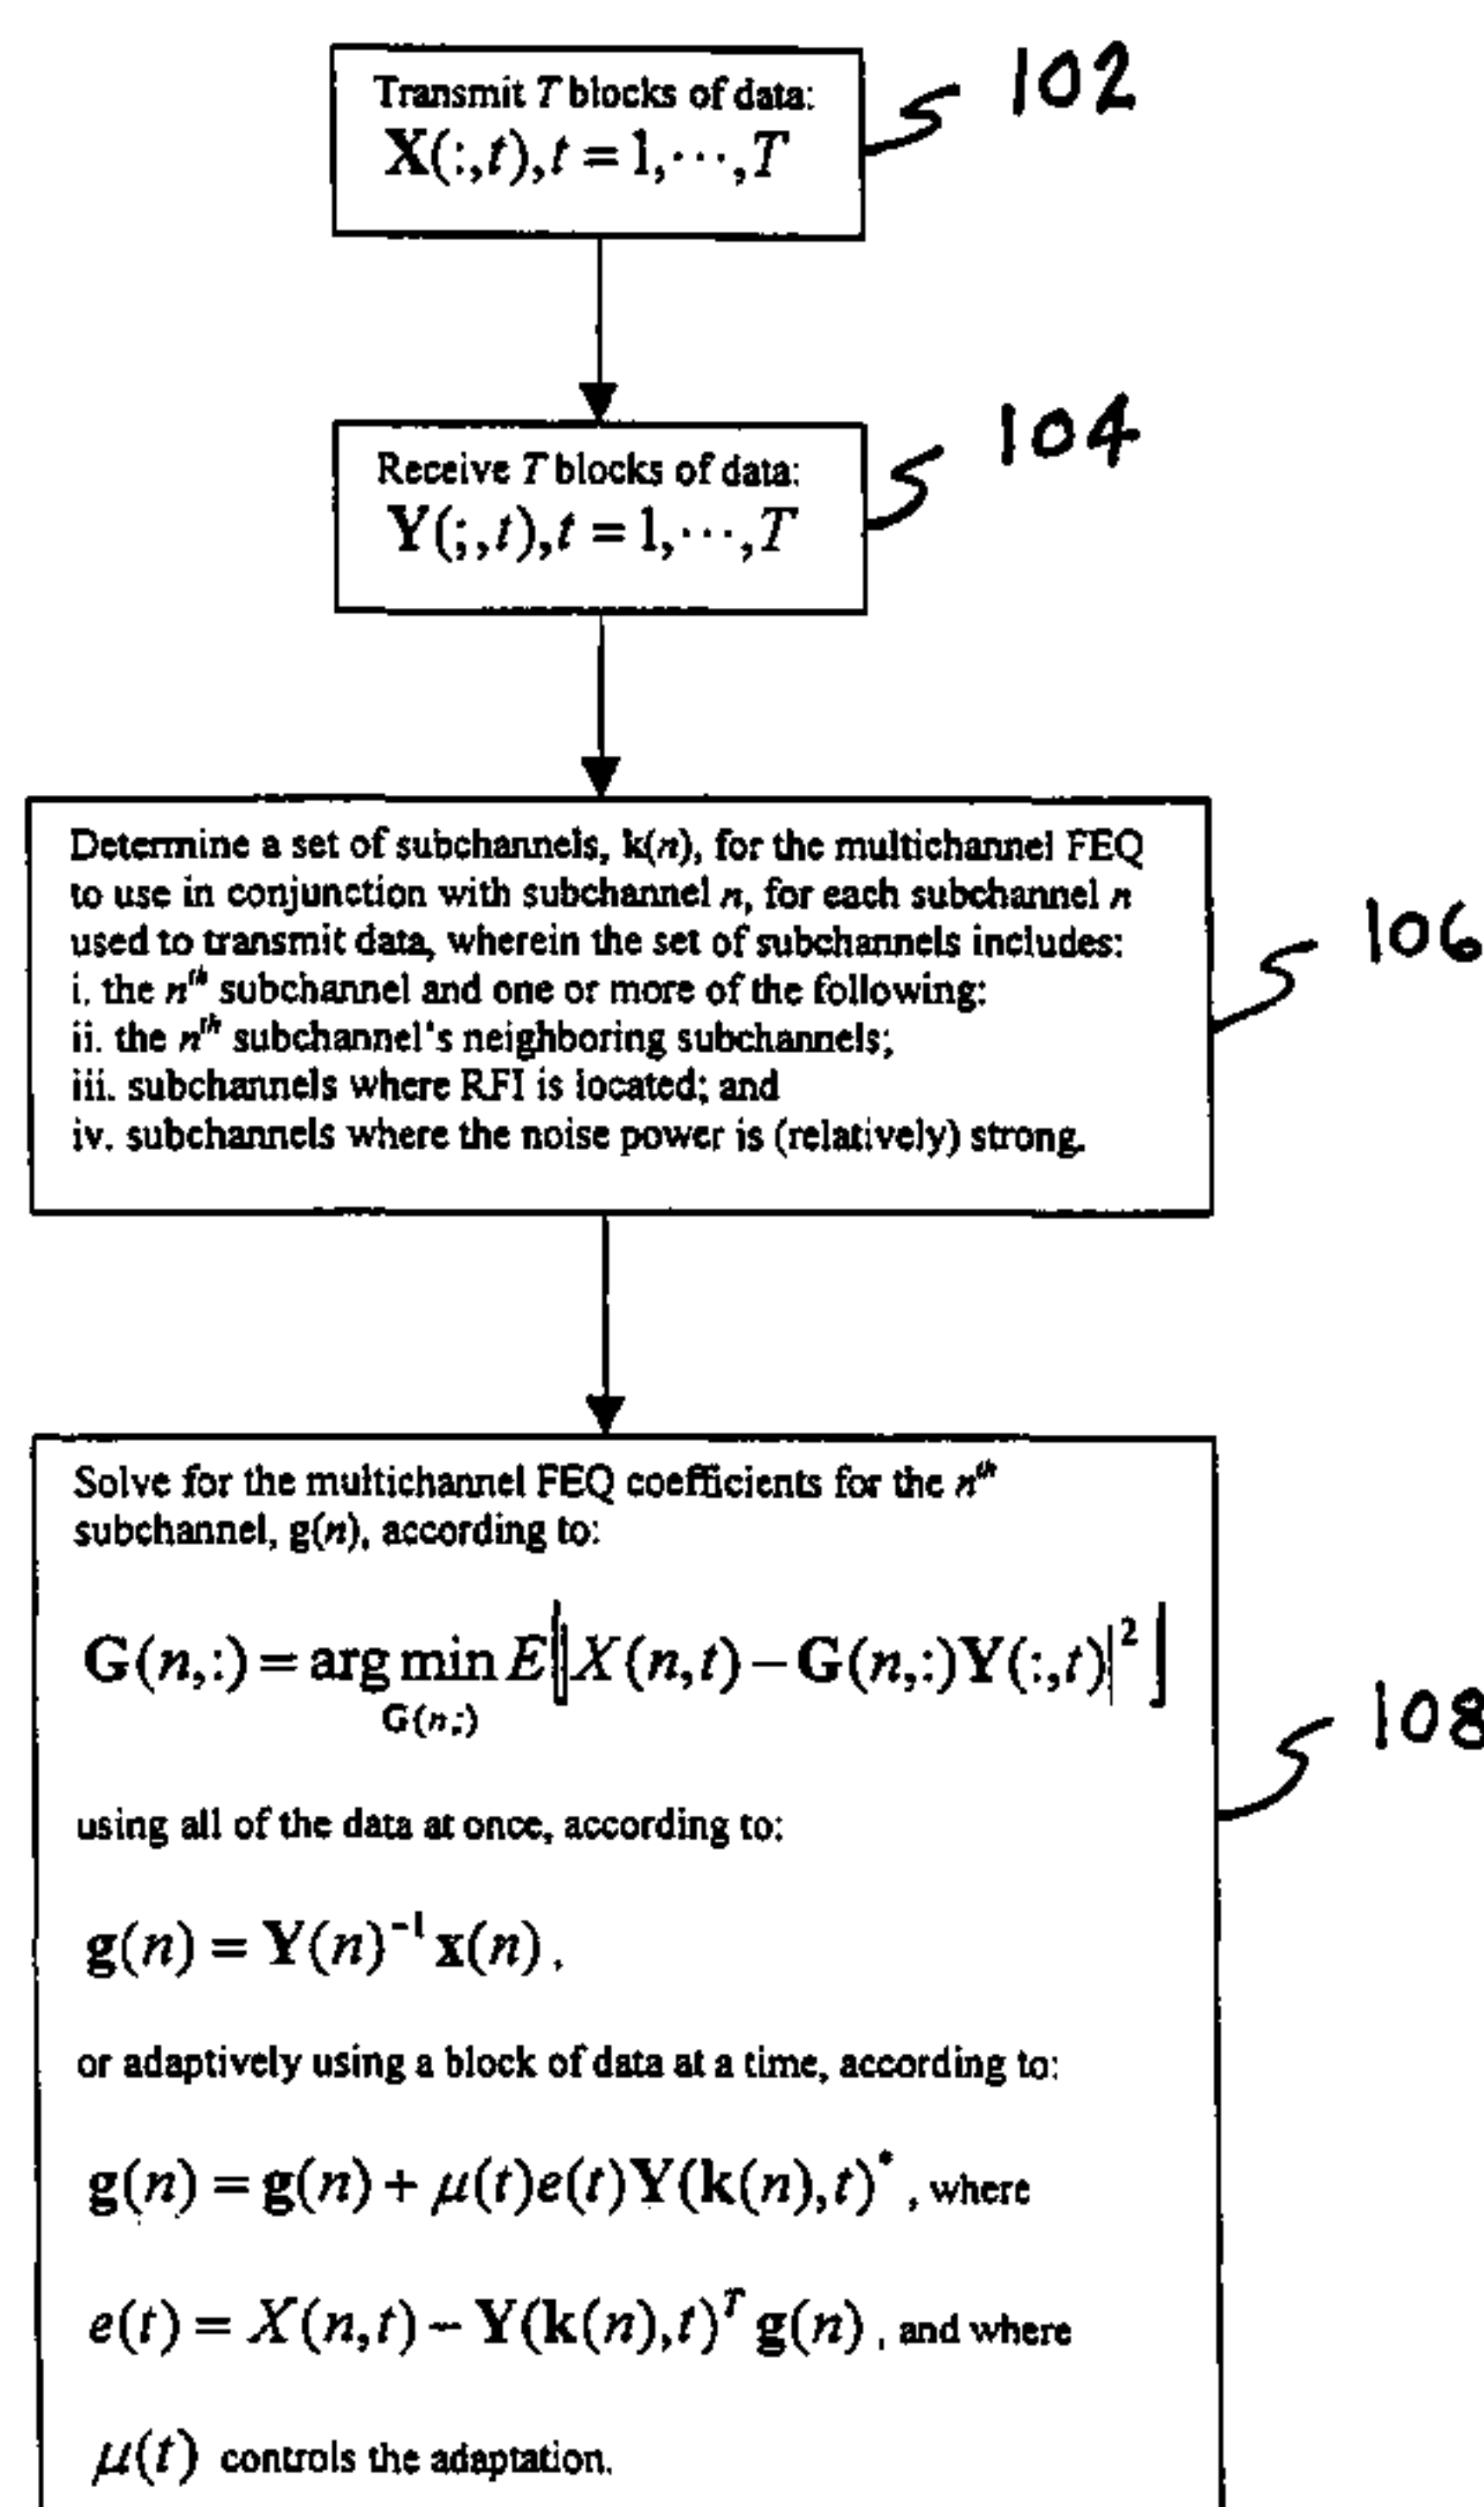 Transmit T blocks of data:
X(:,t),t = 1,⋯,T
102
Receive T blocks of data:
Y(;,t),t = 1,⋯,T
104
Determine a set of subchannels, k(n), for the multichannel FEQ
to use in conjunction with subchannel n, for each subchannel n
used to transmit data, wherein the set of subchannels includes:
i. the nth subchannel and one or more of the following:
ii. the nth subchannel's neighboring subchannels;
iii. subchannels where RFI is located; and
iv. subchannels where the noise power is (relatively) strong.
106
Solve for the multichannel FEQ coefficients for the nth
subchannel, g(n), according to:
G(n,:) = arg min E[|X(n,t) − G(n,:)Y(:,t)|²]
G(n,:)
108
using all of the data at once, according to:
g(n) = Y(n)⁻¹x(n),
or adaptively using a block of data at a time, according to:
g(n) = g(n) + μ(t)e(t)Y(k(n),t)*, where
e(t) = X(n,t) − Y(k(n),t)ᵀ g(n), and where
μ(t) controls the adaptation.